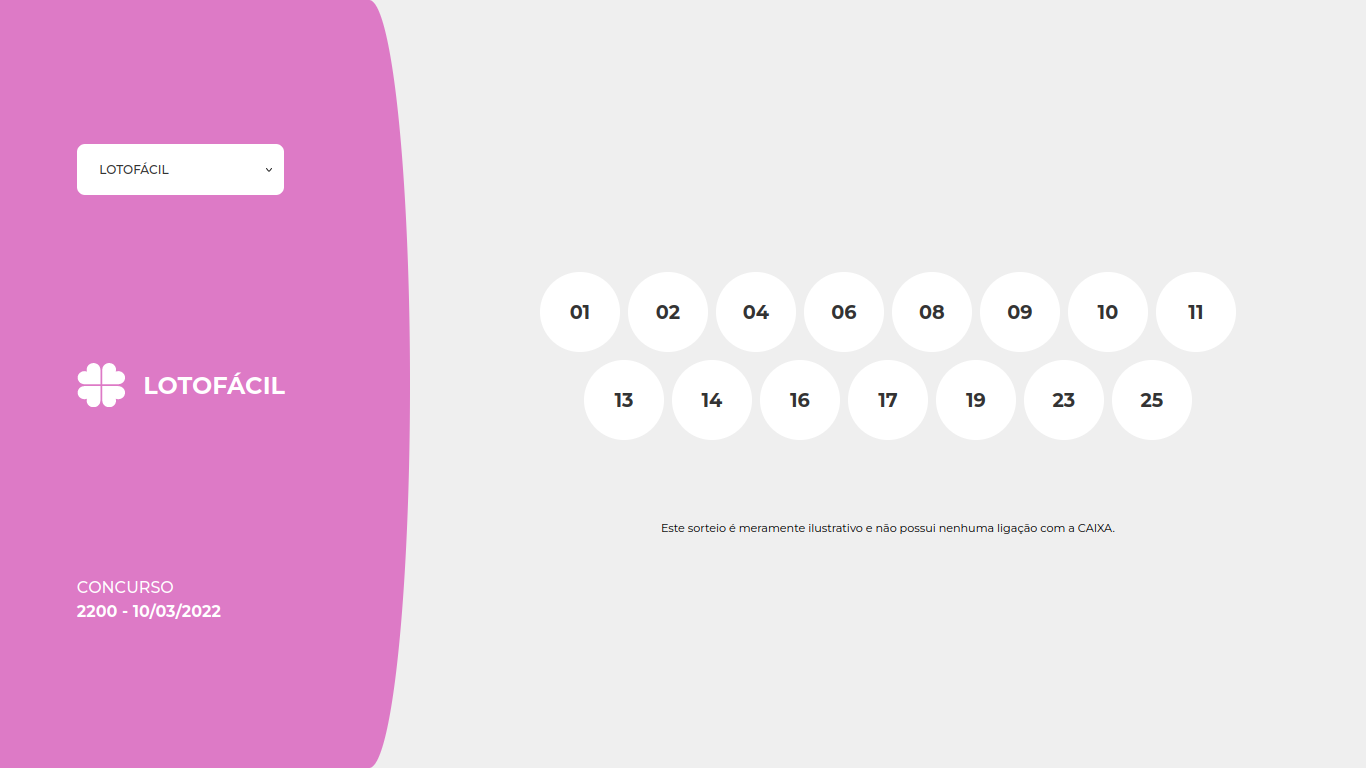 LOTOFÁCIL
LOTOFÁCIL
CONCURSO
2200 - 10/03/2022
01 02 04 06 08 09 10 11
13 14 16 17 19 23 25
Este sorteio é meramente ilustrativo e não possui nenhuma ligação com a CAIXA.